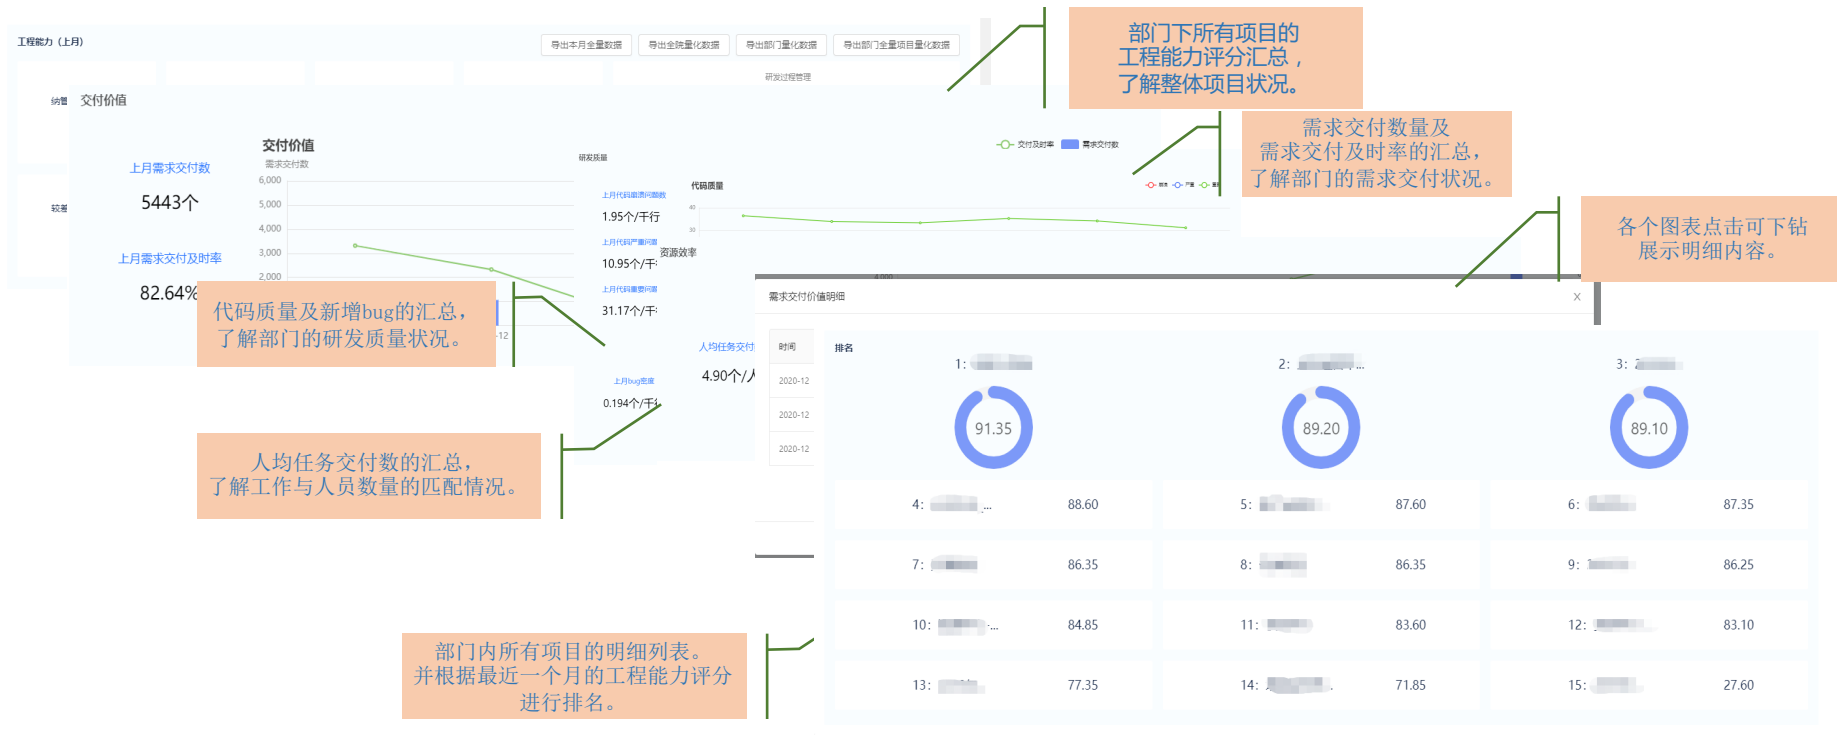 工程能力（上月）
导出本月全量数据
导出全院量化数据
导出部门量化数据
导出部门全量项目量化数据
研发过程管理
部门下所有项目的
工程能力评分汇总，
了解整体项目状况。
纳管
交付价值
较差
交付价值
需求交付数
上月需求交付数
5443个
上月需求交付及时率
82.64%
6,000
5,000
4,000
3,000
2,000
-12
交付及时率
需求交付数
需求交付数量及
需求交付及时率的汇总，
了解部门的需求交付状况。
研发质量
上月代码崩溃问题数
1.95个/千行
上月代码严重问题
10.95个/千
上月代码重要问题
31.17个/千
上月bug密度
0.194个/千
代码质量
40
30
资源效率
人均任务交付
4.90个/人
4,000
各个图表点击可下钻
展示明细内容。
代码质量及新增bug的汇总，
了解部门的研发质量状况。
人均任务交付数的汇总，
了解工作与人员数量的匹配情况。
需求交付价值明细
X
时间
2020-12
2020-12
2020-12
排名
1：
2：
...
3：
91.35
89.20
89.10
4：
...
88.60
5：
87.60
6：
87.35
7：
86.35
8：
86.35
9：
86.25
10：
-...
84.85
11：
83.60
12：
83.10
13：
77.35
14：
71.85
15：
27.60
部门内所有项目的明细列表。
并根据最近一个月的工程能力评分
进行排名。